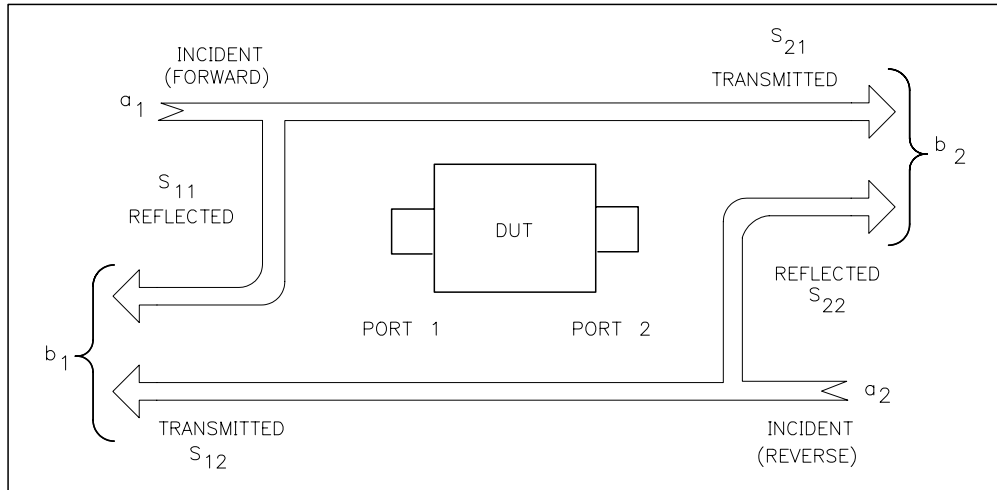 INCIDENT
(FORWARD)
a1
S21
TRANSMITTED
b2
S11
REFLECTED
DUT
REFLECTED
S22
PORT 1
PORT 2
b1
a2
TRANSMITTED
S12
INCIDENT
(REVERSE)